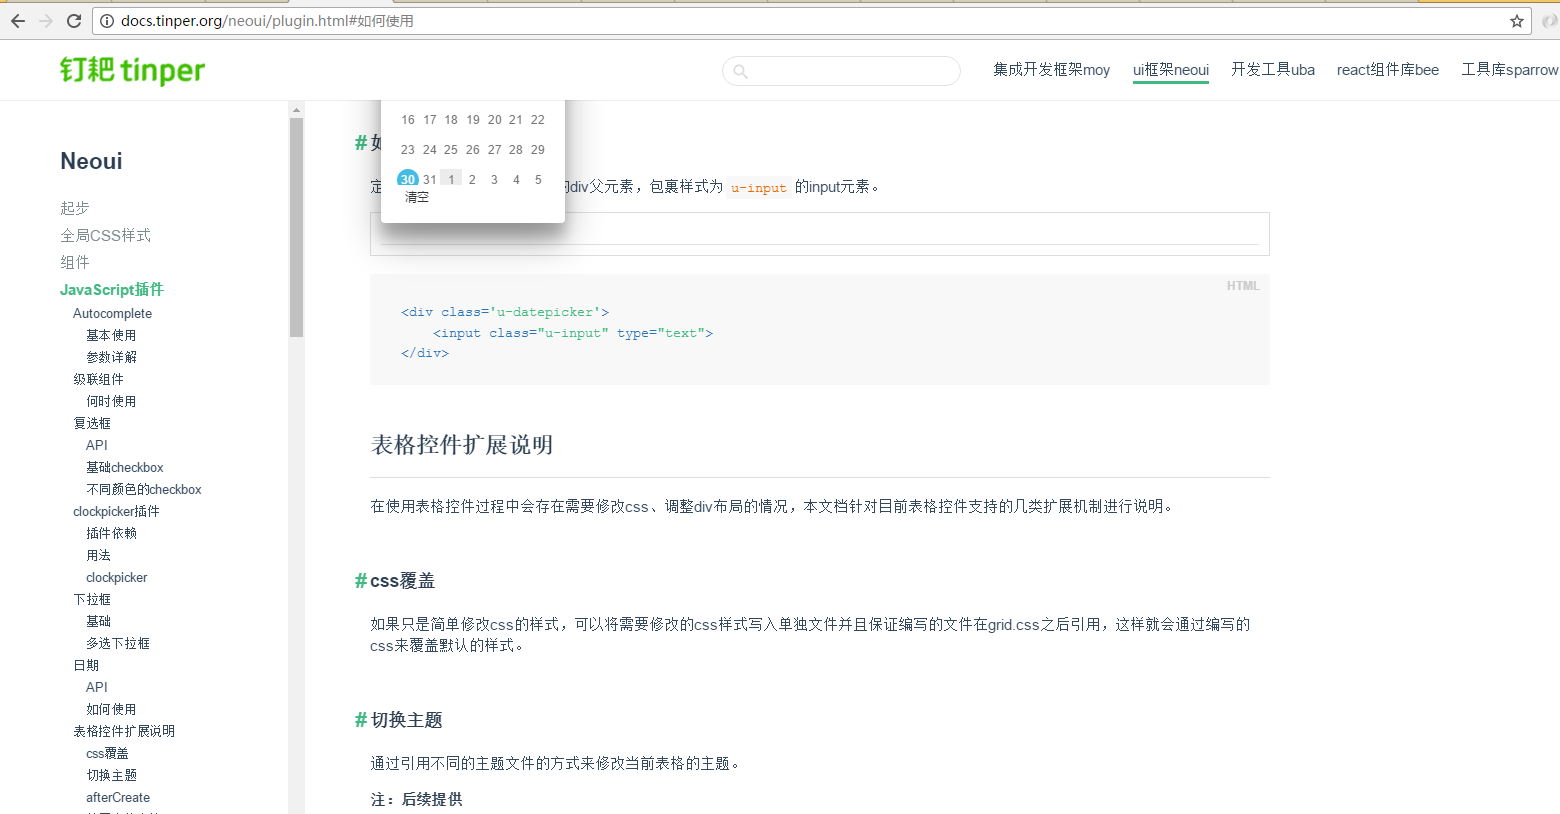 docs.tinper.org/neoui/plugin.html#如何使用
钉耙 tinper
集成开发框架moy
ui框架neoui
开发工具uba
react组件库bee
工具库sparrow
Neoui
起步
全局CSS样式
组件
JavaScript插件
Autocomplete
基本使用
参数详解
级联组件
何时使用
复选框
API
基础checkbox
不同颜色的checkbox
clockpicker插件
插件依赖
用法
clockpicker
下拉框
基础
多选下拉框
日期
API
如何使用
表格控件扩展说明
css覆盖
切换主题
afterCreate
16 17 18 19 20 21 22
23 24 25 26 27 28 29
30 31 1 2 3 4 5
清空
#
定 的div父元素，包裹样式为 u-input 的input元素。
HTML
<div class='u-datepicker'>
<input class="u-input" type="text">
</div>
表格控件扩展说明
在使用表格控件过程中会存在需要修改css、调整div布局的情况，本文档针对目前表格控件支持的几类扩展机制进行说明。
#css覆盖
如果只是简单修改css的样式，可以将需要修改的css样式写入单独文件并且保证编写的文件在grid.css之后引用，这样就会通过编写的
css来覆盖默认的样式。
#切换主题
通过引用不同的主题文件的方式来修改当前表格的主题。
注：后续提供